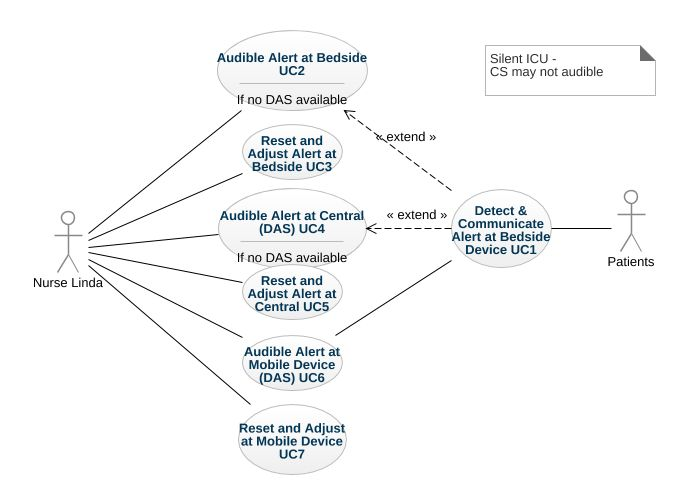 Audible Alert at Bedside
UC2
If no DAS available
Silent ICU -
CS may not audible
« extend »
Reset and
Adjust Alert at
Bedside UC3
Audible Alert at Central
(DAS) UC4
If no DAS available
« extend »
Detect &
Communicate
Alert at Bedside
Device UC1
Patients
Nurse Linda
Reset and
Adjust Alert at
Central UC5
Audible Alert at
Mobile Device
(DAS) UC6
Reset and Adjust
at Mobile Device
UC7